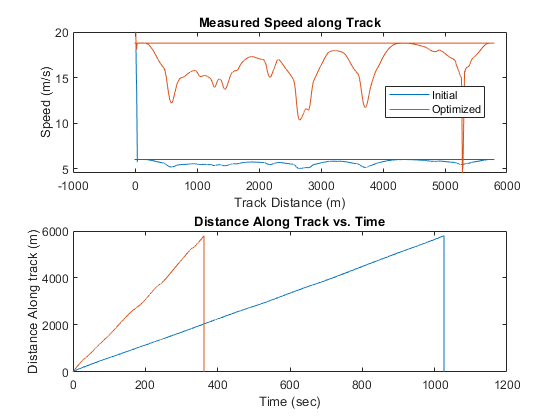 Measured Speed along Track
20
15
10
5
Speed (m/s)
Initial
Optimized
-1000 0 1000 2000 3000 4000 5000 6000
Track Distance (m)
Distance Along Track vs. Time
6000
4000
2000
0
Distance Along track (m)
0 200 400 600 800 1000 1200
Time (sec)